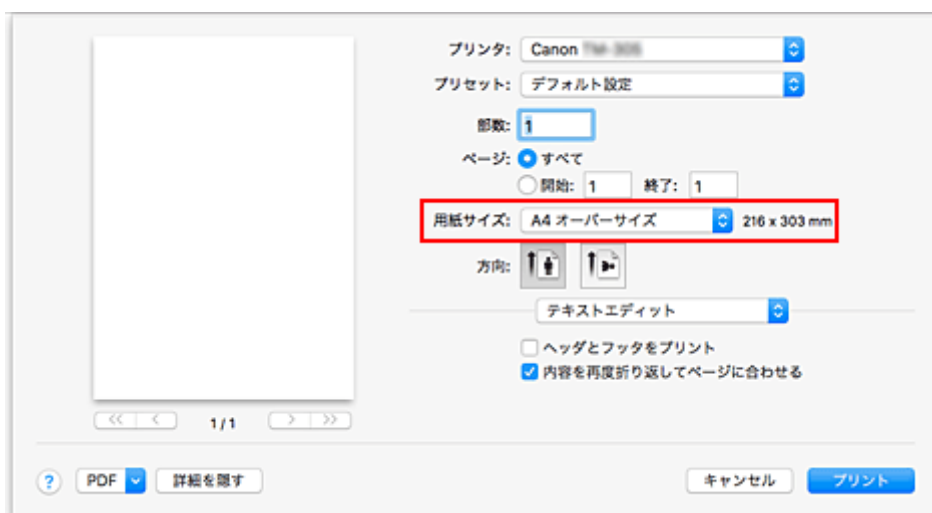 プリンタ: Canon
プリセット: デフォルト設定
部数: 1
ページ: すべて
開始: 1 終了: 1
用紙サイズ: A4 オーバーサイズ 216 x 303 mm
方向:
テキストエディット
ヘッダとフッタをプリント
内容を再度折り返してページに合わせる
<< < 1 / 1 > >>
? PDF 詳細を隠す キャンセル プリント